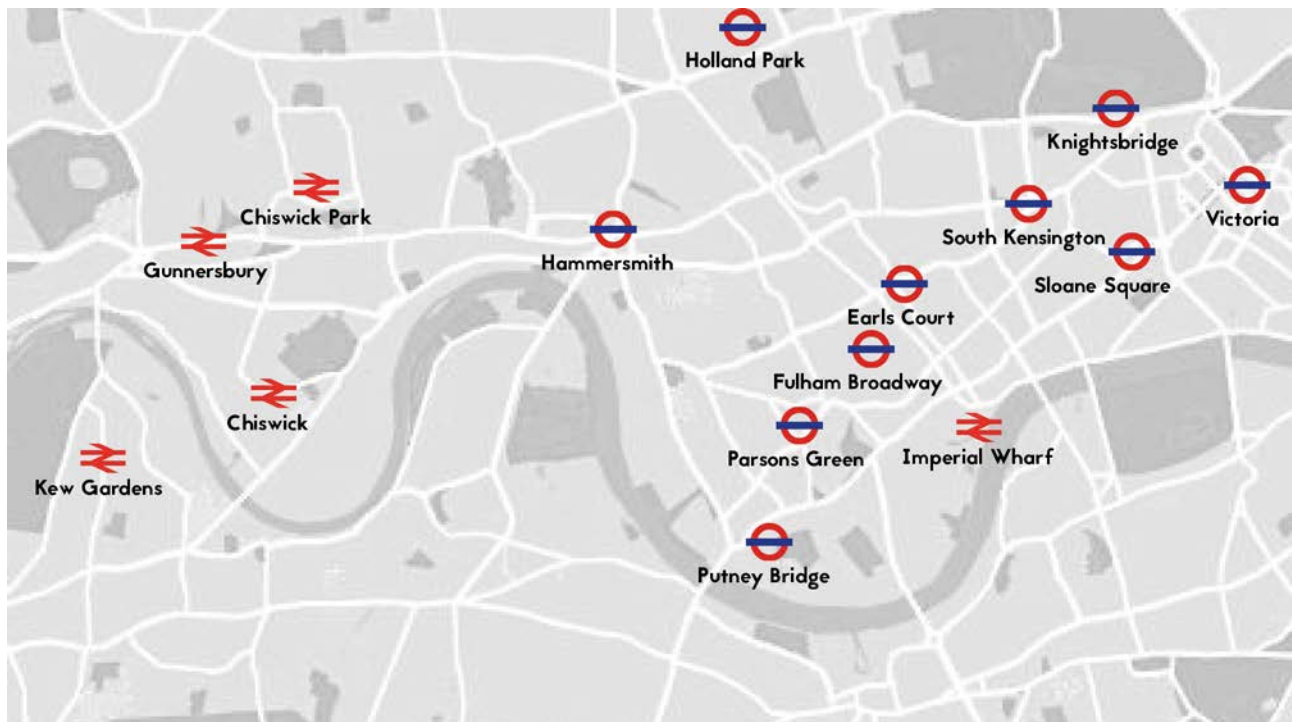 Holland Park
Knightsbridge
Chiswick Park
Victoria
South Kensington
Gunnersbury
Hammersmith
Sloane Square
Earls Court
Fulham Broadway
Chiswick
Parsons Green
Imperial Wharf
Kew Gardens
Putney Bridge